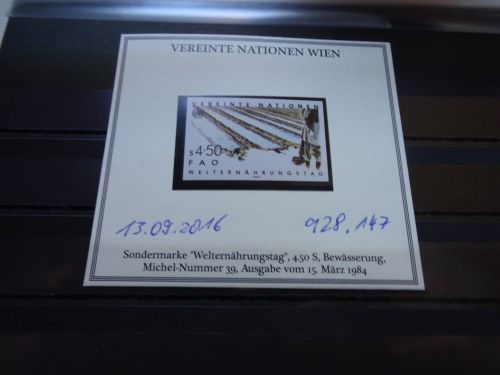 VEREINTE NATIONEN WIEN
VEREINTE NATIONEN
s4·50
FAO
WELTERNÄHRUNGSTAG
1984
13.09.2016 928.147
Sondermarke "Welternährungstag", 4.50 S, Bewässerung,
Michel-Nummer 39, Ausgabe vom 15. März 1984